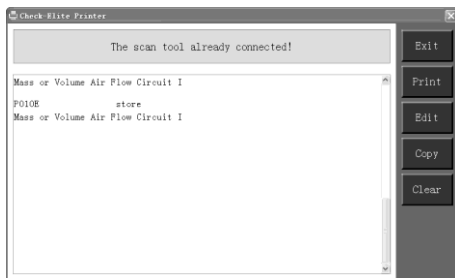 Check-Elite Printer
The scan tool already connected!
Mass or Volume Air Flow Circuit I
P010E store
Mass or Volume Air Flow Circuit I
Exit
Print
Edit
Copy
Clear